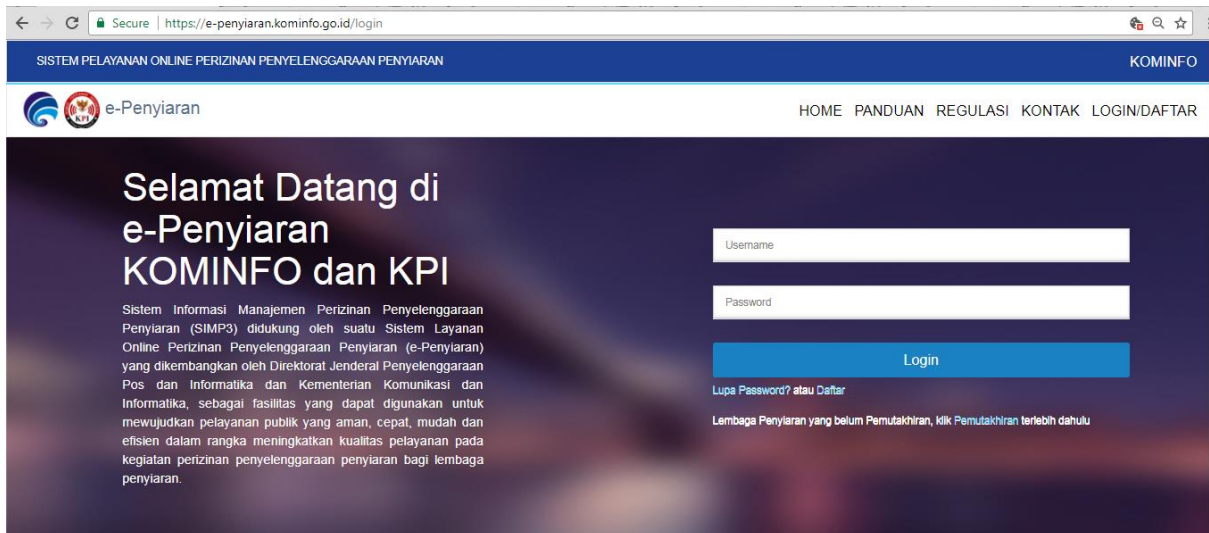 Secure | https://e-penyiaran.kominfo.go.id/login
SISTEM PELAYANAN ONLINE PERIZINAN PENYELENGGARAAN PENYIARAN
KOMINFO
KPI
e-Penyiaran
HOME PANDUAN REGULASI KONTAK LOGIN/DAFTAR
Selamat Datang di
e-Penyiaran
KOMINFO dan KPI
Sistem Informasi Manajemen Perizinan Penyelenggaraan
Penyiaran (SIMP3) didukung oleh suatu Sistem Layanan
Online Perizinan Penyelenggaraan Penyiaran (e-Penyiaran)
yang dikembangkan oleh Direktorat Jenderal Penyelenggaraan
Pos dan Informatika dan Kementerian Komunikasi dan
Informatika, sebagai fasilitas yang dapat digunakan untuk
mewujudkan pelayanan publik yang aman, cepat, mudah dan
efisien dalam rangka meningkatkan kualitas pelayanan pada
kegiatan perizinan penyelenggaraan penyiaran bagi lembaga
penyiaran.
Username
Password
Login
Lupa Password? atau Daftar
Lembaga Penyiaran yang belum Pemutakhiran, klik Pemutakhiran terlebih dahulu